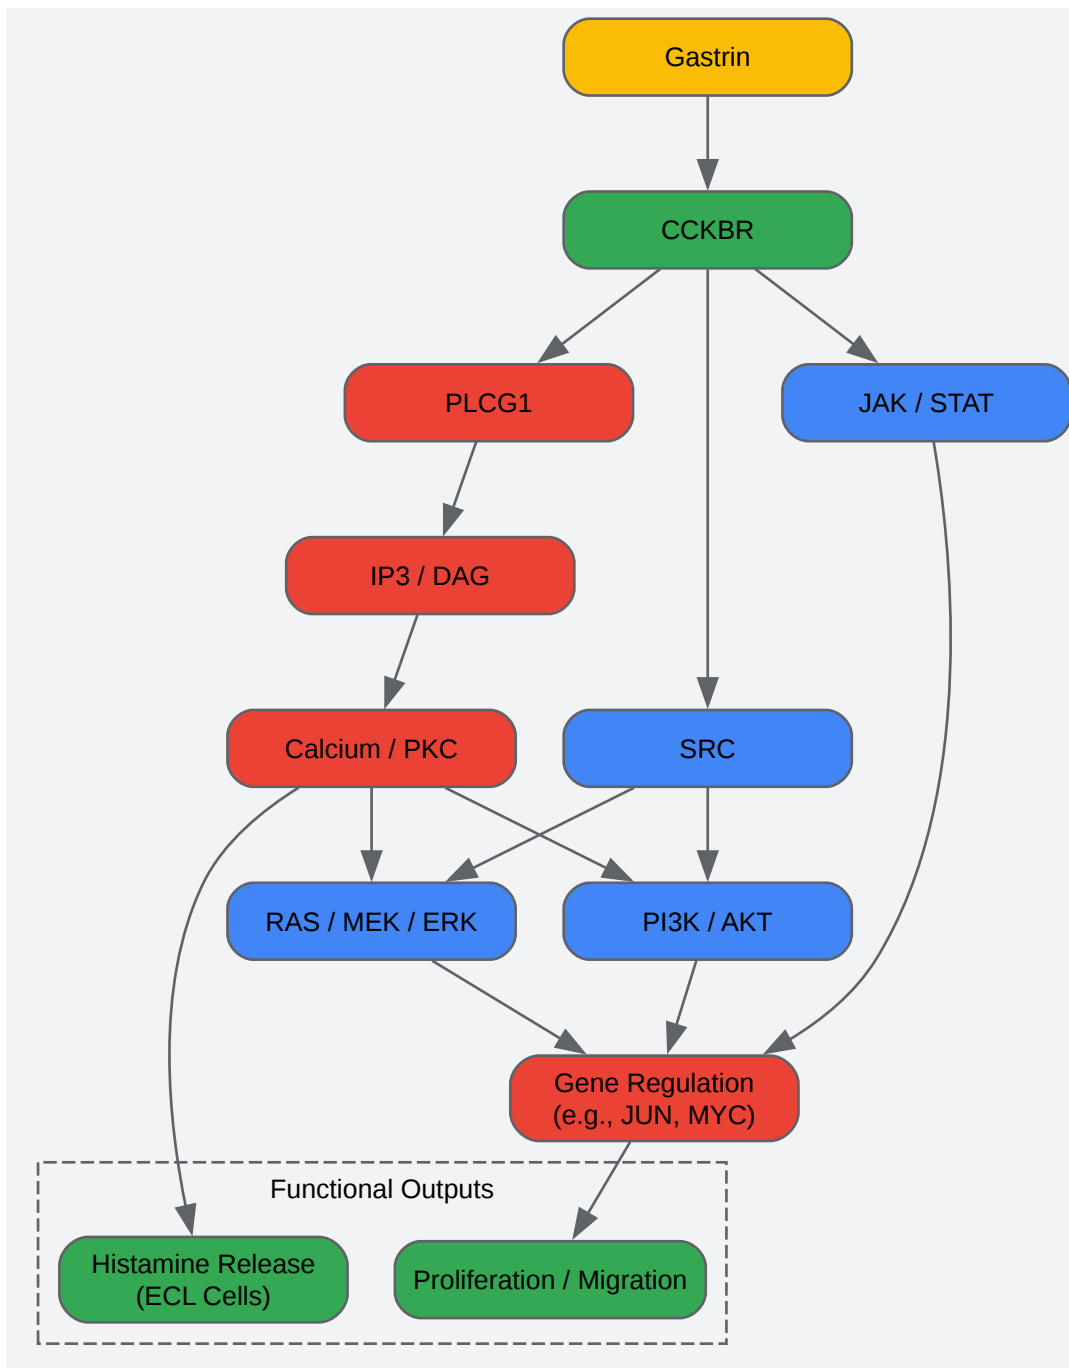 Gastrin
CCKBR
PLCG1
JAK / STAT
IP3 / DAG
Calcium / PKC
SRC
RAS / MEK / ERK
PI3K / AKT
Gene Regulation
(e.g., JUN, MYC)
Functional Outputs
Histamine Release
(ECL Cells)
Proliferation / Migration